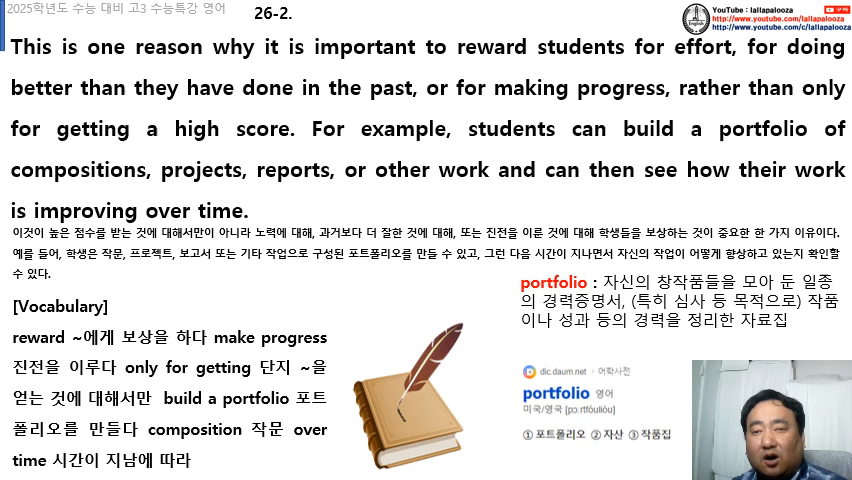 2025학년도 수능 대비 고3 수능특강 영어
26-2.
YouTube : lallapalooza
구독
http://www.youtube.com/lallapalooza
http://www.youtube.com/c/lallapalooza
This is one reason why it is important to reward students for effort, for doing
better than they have done in the past, or for making progress, rather than only
for getting a high score. For example, students can build a portfolio of
compositions, projects, reports, or other work and can then see how their work
is improving over time.
이것이 높은 점수를 받는 것에 대해서만이 아니라 노력에 대해, 과거보다 더 잘한 것에 대해, 또는 진전을 이룬 것에 대해 학생들을 보상하는 것이 중요한 한 가지 이유이다.
예를 들어, 학생은 작문, 프로젝트, 보고서 또는 기타 작업으로 구성된 포트폴리오를 만들 수 있고, 그런 다음 시간이 지나면서 자신의 작업이 어떻게 향상하고 있는지 확인할
수 있다.
[Vocabulary]
reward ~에게 보상을 하다 make progress
진전을 이루다 only for getting 단지 ~을
얻는 것에 대해서만 build a portfolio 포트
폴리오를 만들다 composition 작문 over
time 시간이 지남에 따라
portfolio : 자신의 창작품들을 모아 둔 일종
의 경력증명서, (특히 심사 등 목적으로) 작품
이나 성과 등의 경력을 정리한 자료집
dic.daum.net › 어학사전
portfolio 영어
미국/영국 [pɔːrtfóuliòu]
① 포트폴리오 ② 자산 ③ 작품집